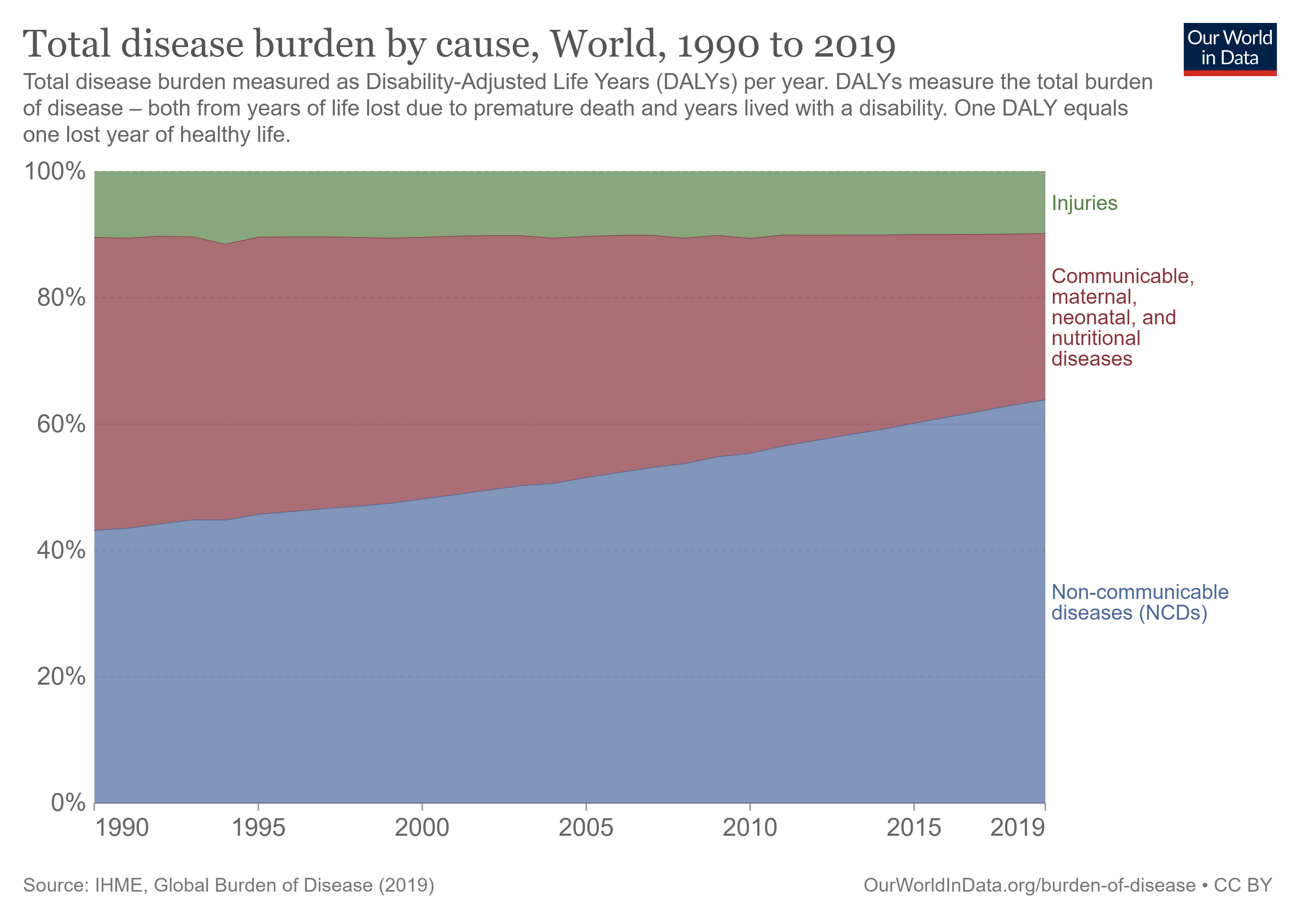 Total disease burden by cause, World, 1990 to 2019
Our World
in Data
Total disease burden measured as Disability-Adjusted Life Years (DALYs) per year. DALYs measure the total burden
of disease – both from years of life lost due to premature death and years lived with a disability. One DALY equals
one lost year of healthy life.
100%
80%
60%
40%
20%
0%
Injuries
Communicable,
maternal,
neonatal, and
nutritional
diseases
Non-communicable
diseases (NCDs)
1990 1995 2000 2005 2010 2015 2019
Source: IHME, Global Burden of Disease (2019)
OurWorldInData.org/burden-of-disease • CC BY